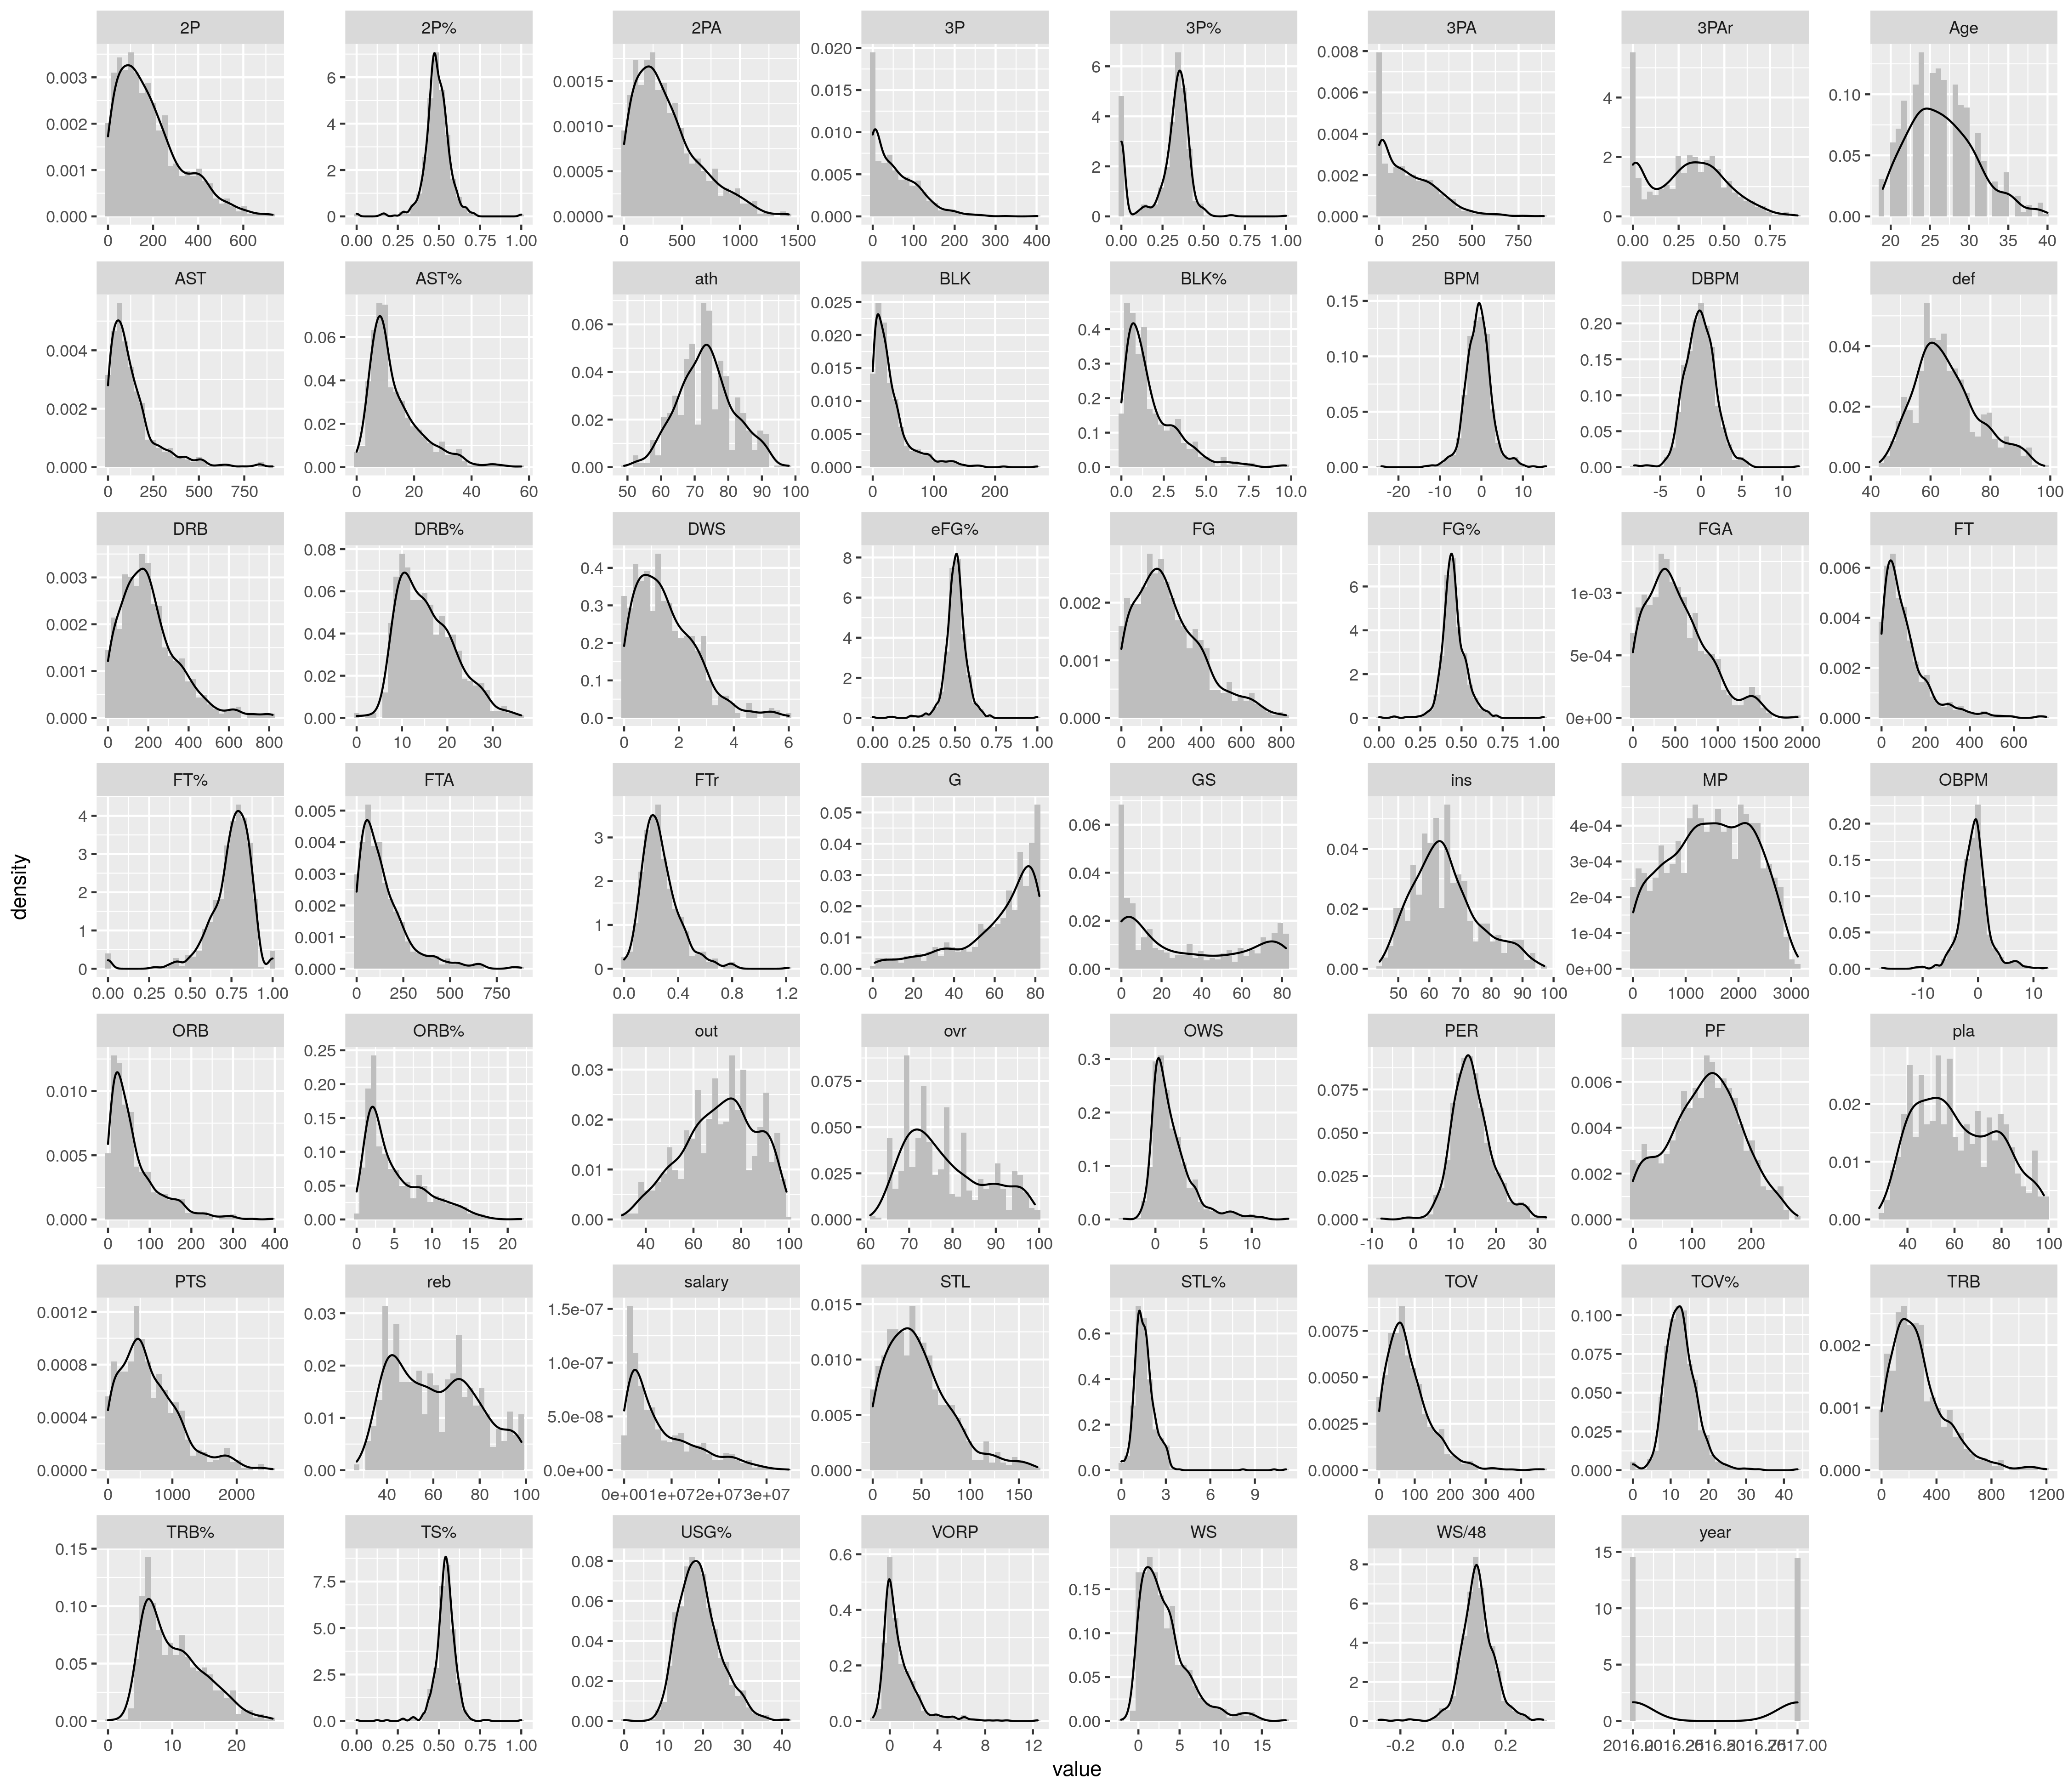 2P 2P% 2PA 3P 3P% 3PA 3PAr Age
0.003 0.002 0.001 0.000
6 4 2 0
0.0015 0.0010 0.0005 0.0000
0.020 0.015 0.010 0.005 0.000
6 4 2 0
0.008 0.006 0.004 0.002 0.000
4 2 0
0.10 0.05 0.00
0 200 400 600
0.00 0.25 0.50 0.75 1.00
0 500 1000 1500
0 100 200 300 400
0.00 0.25 0.50 0.75 1.00
0 250 500 750
0.00 0.25 0.50 0.75
20 25 30 35 40
AST AST% ath BLK BLK% BPM DBPM def
0.004 0.002 0.000
0.06 0.04 0.02 0.00
0.06 0.04 0.02 0.00
0.025 0.020 0.015 0.010 0.005 0.000
0.4 0.3 0.2 0.1 0.0
0.15 0.10 0.05 0.00
0.20 0.15 0.10 0.05 0.00
0.04 0.02 0.00
0 250 500 750
0 20 40 60
50 60 70 80 90 100
0 100 200
0.0 2.5 5.0 7.5 10.0
-20 -10 0 10
-5 0 5 10
40 60 80 100
DRB DRB% DWS eFG% FG FG% FGA FT
0.003 0.002 0.001 0.000
0.08 0.06 0.04 0.02 0.00
0.4 0.3 0.2 0.1 0.0
8 6 4 2 0
0.002 0.001 0.000
6 4 2 0
1e-03 5e-04 0e+00
0.006 0.004 0.002 0.000
0 200 400 600 800
0 10 20 30
0 2 4 6
0.00 0.25 0.50 0.75 1.00
0 200 400 600 800
0.00 0.25 0.50 0.75 1.00
0 500 1000 1500 2000
0 200 400 600
FT% FTA FTr G GS ins MP OBPM
4 3 2 1 0
0.005 0.004 0.003 0.002 0.001 0.000
3 2 1 0
0.05 0.04 0.03 0.02 0.01 0.00
0.06 0.04 0.02 0.00
0.04 0.02 0.00
4e-04 3e-04 2e-04 1e-04 0e+00
0.20 0.15 0.10 0.05 0.00
0.00 0.25 0.50 0.75 1.00
0 250 500 750
0.0 0.4 0.8 1.2
0 20 40 60 80
0 20 40 60 80
50 60 70 80 90 100
0 1000 2000 3000
-10 0 10
density
ORB ORB% out ovr OWS PER PF pla
0.010 0.005 0.000
0.25 0.20 0.15 0.10 0.05 0.00
0.03 0.02 0.01 0.00
0.075 0.050 0.025 0.000
0.3 0.2 0.1 0.0
0.075 0.050 0.025 0.000
0.006 0.004 0.002 0.000
0.02 0.01 0.00
0 100 200 300 400
0 5 10 15 20
40 60 80 100
60 70 80 90 100
0 5 10
-10 0 10 20 30
0 100 200
40 60 80 100
PTS reb salary STL STL% TOV TOV% TRB
0.0012 0.0008 0.0004 0.0000
0.03 0.02 0.01 0.00
1.5e-07 1.0e-07 5.0e-08 0.0e+00
0.015 0.010 0.005 0.000
0.6 0.4 0.2 0.0
0.0075 0.0050 0.0025 0.0000
0.100 0.075 0.050 0.025 0.000
0.002 0.001 0.000
0 1000 2000
40 60 80 100
0e+00 1e+07 2e+07 3e+07
0 50 100 150
0 3 6 9
0 100 200 300 400
0 10 20 30 40
0 400 800 1200
TRB% TS% USG% VORP WS WS/48 year
0.15 0.10 0.05 0.00
7.5 5.0 2.5 0.0
0.08 0.06 0.04 0.02 0.00
0.6 0.4 0.2 0.0
0.15 0.10 0.05 0.00
8 6 4 2 0
15 10 5 0
0 10 20
0.00 0.25 0.50 0.75 1.00
0 10 20 30 40
0 4 8 12
0 5 10 15
-0.2 0.0 0.2
2017.00
value